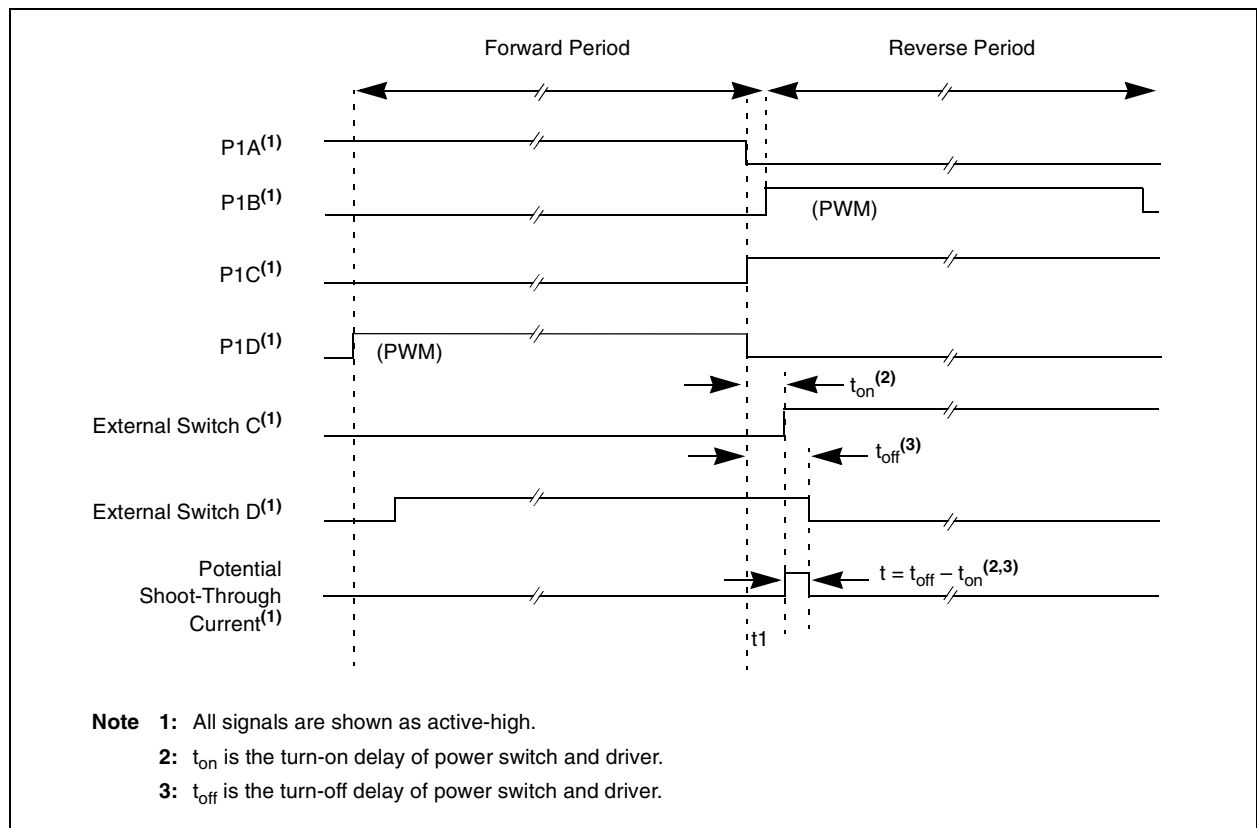 Forward Period
Reverse Period
P1A(1)
P1B(1)
(PWM)
P1C(1)
P1D(1)
(PWM)
ton(2)
External Switch C(1)
toff(3)
External Switch D(1)
Potential
Shoot-Through
Current(1)
t = toff – ton(2,3)
t1
Note 1: All signals are shown as active-high.
2: ton is the turn-on delay of power switch and driver.
3: toff is the turn-off delay of power switch and driver.